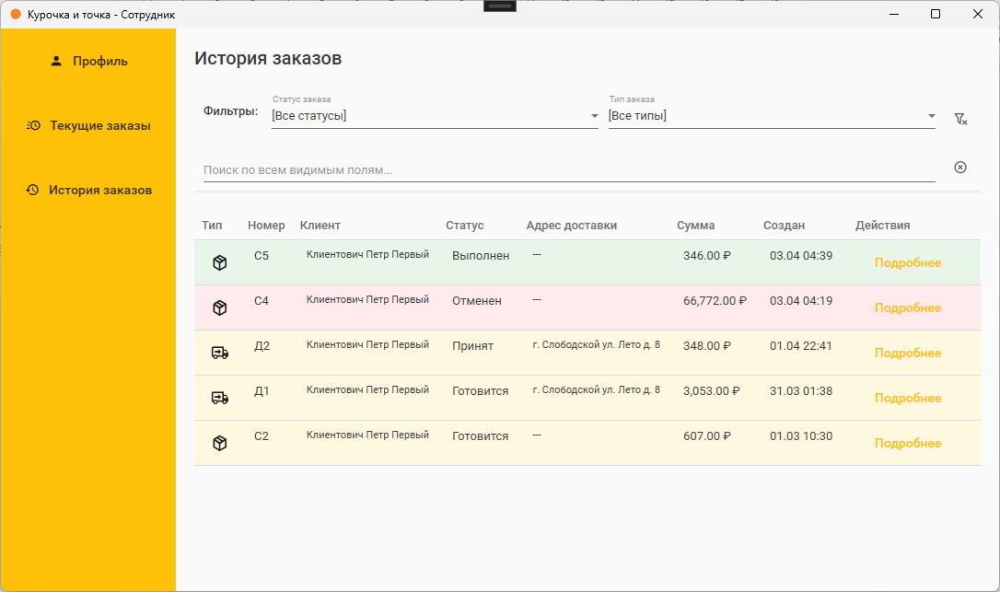 Курочка и точка - Сотрудник
Профиль
Текущие заказы
История заказов
История заказов
Фильтры:
Статус заказа
[Все статусы]
Тип заказа
[Все типы]
Поиск по всем видимым полям...
Тип Номер Клиент Статус Адрес доставки Сумма Создан Действия
С5 Клиентович Петр Первый Выполнен --- 346.00 ₽ 03.04 04:39 Подробнее
С4 Клиентович Петр Первый Отменен --- 66,772.00 ₽ 03.04 04:19 Подробнее
Д2 Клиентович Петр Первый Принят г. Слободской ул. Лето д. 8 348.00 ₽ 01.04 22:41 Подробнее
Д1 Клиентович Петр Первый Готовится г. Слободской ул. Лето д. 8 3,053.00 ₽ 31.03 01:38 Подробнее
С2 Клиентович Петр Первый Готовится --- 607.00 ₽ 01.03 10:30 Подробнее